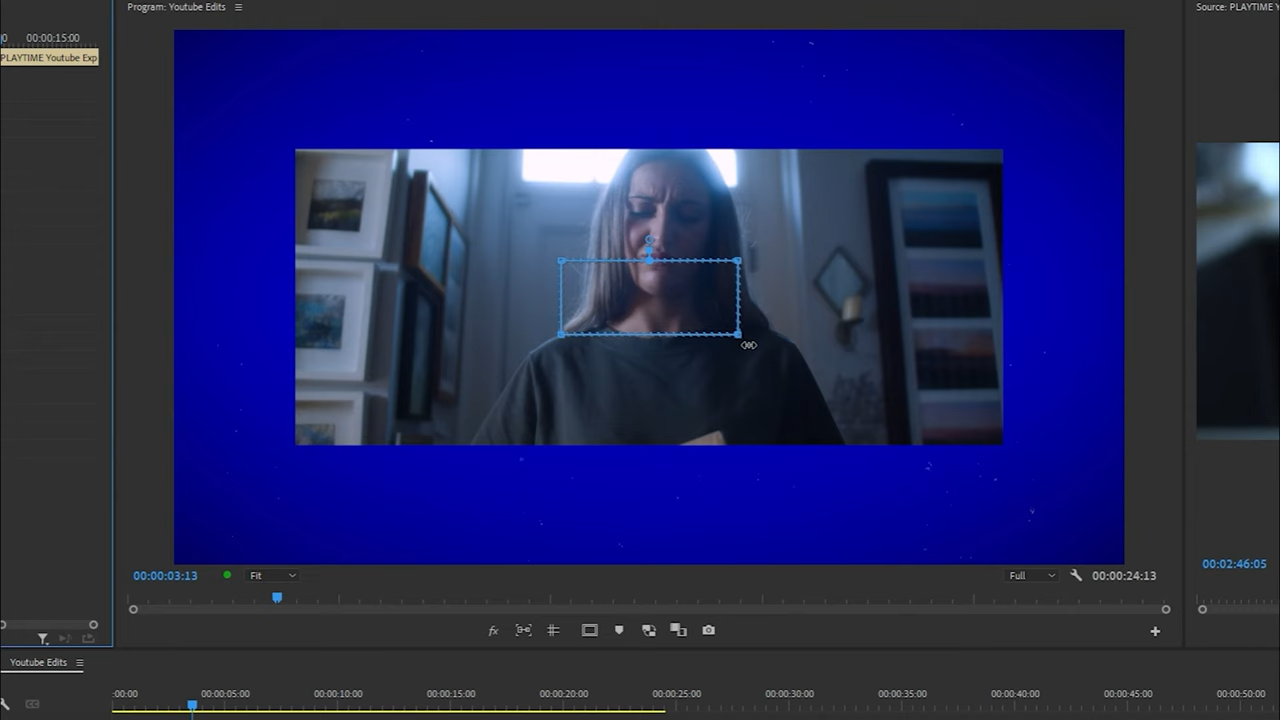 Program: Youtube Edits
Source: PLAYTIME Y
0
00:00:15:00
PLAYTIME Youtube Exp
00:00:03:13
Fit
Full
00:00:24:13
00:02:46:05
fx
Youtube Edits
:00:00
00:00:05:00
00:00:10:00
00:00:15:00
00:00:20:00
00:00:25:00
00:00:30:00
00:00:35:00
00:00:40:00
00:00:45:00
00:00:50:00